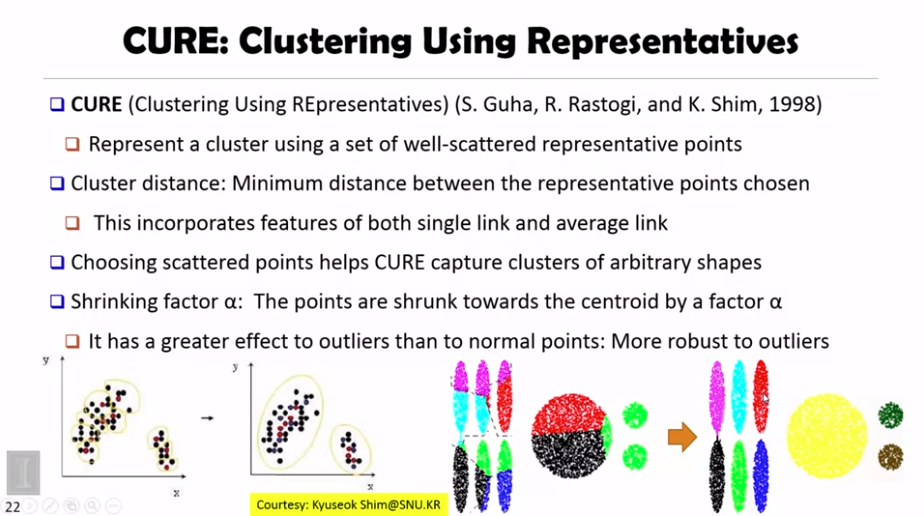 CURE: Clustering Using Representatives
CURE (Clustering Using REpresentatives) (S. Guha, R. Rastogi, and K. Shim, 1998)
Represent a cluster using a set of well-scattered representative points
Cluster distance: Minimum distance between the representative points chosen
This incorporates features of both single link and average link
Choosing scattered points helps CURE capture clusters of arbitrary shapes
Shrinking factor α: The points are shrunk towards the centroid by a factor α
It has a greater effect to outliers than to normal points: More robust to outliers
y
x
y
x
Courtesy: Kyuseok Shim@SNU.KR
22